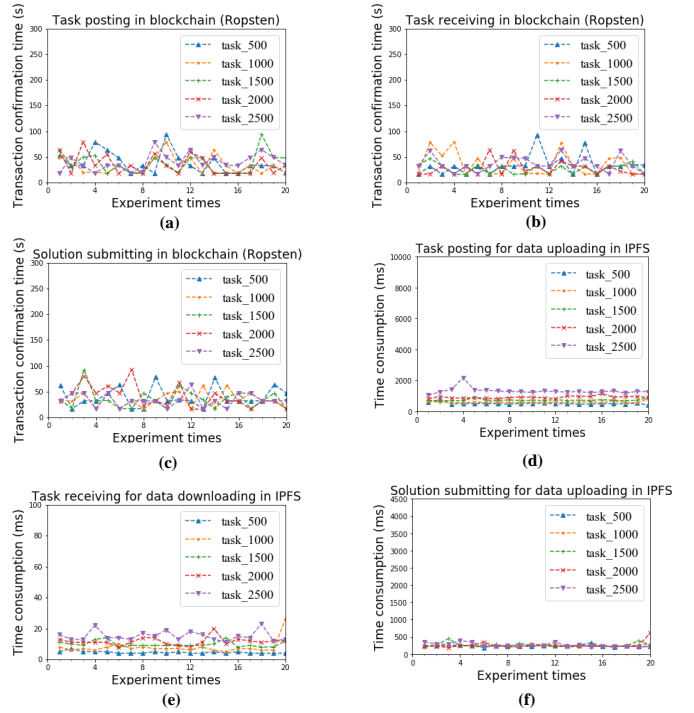 Task posting in blockchain (Ropsten)
Transaction confirmation time (s)
300
250
200
150
100
50
0
task_500
task_1000
task_1500
task_2000
task_2500
0 4 8 12 16 20
Experiment times
(a)
Task receiving in blockchain (Ropsten)
Transaction confirmation time (s)
300
250
200
150
100
50
0
task_500
task_1000
task_1500
task_2000
task_2500
0 4 8 12 16 20
Experiment times
(b)
Solution submitting in blockchain (Ropsten)
Transaction confirmation time (s)
300
250
200
150
100
50
0
task_500
task_1000
task_1500
task_2000
task_2500
0 4 8 12 16 20
Experiment times
(c)
Task posting for data uploading in IPFS
Time consumption (ms)
10000
8000
6000
4000
2000
0
task_500
task_1000
task_1500
task_2000
task_2500
0 4 8 12 16 20
Experiment times
(d)
Task receiving for data downloading in IPFS
Time consumption (ms)
100
80
60
40
20
0
task_500
task_1000
task_1500
task_2000
task_2500
0 4 8 12 16 20
Experiment times
(e)
Solution submitting for data uploading in IPFS
Time consumption (ms)
4500
4000
3500
3000
2500
2000
1500
1000
500
0
task_500
task_1000
task_1500
task_2000
task_2500
0 4 8 12 16 20
Experiment times
(f)